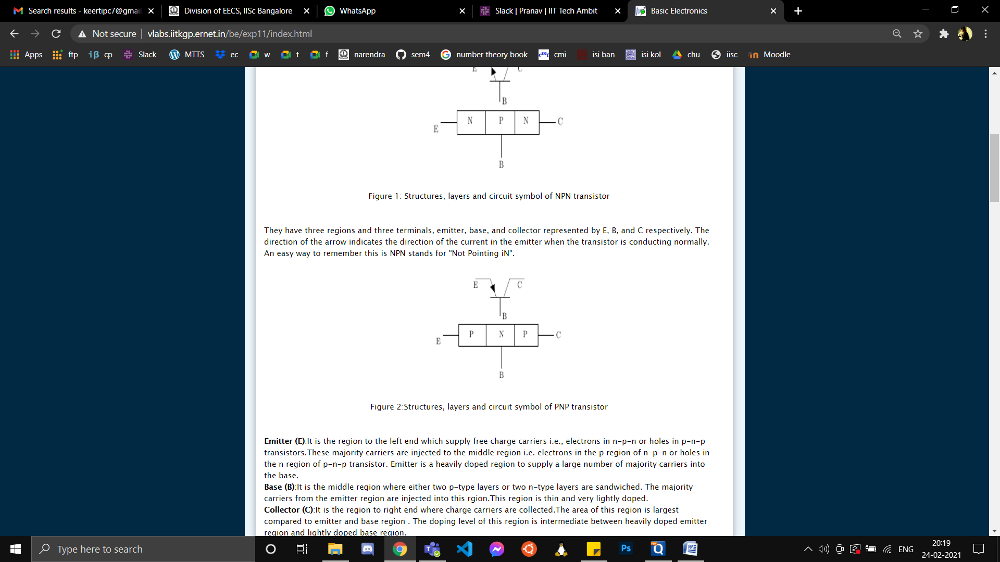 Search results - keertipc7@gmai
Division of EECS, IISc Bangalore
WhatsApp
Slack | Pranav | IIT Tech Ambit
Basic Electronics
Not secure
vlabs.iitkgp.ernet.in/be/exp11/index.html
Apps
ftp
iβ cp
Slack
MTTS
ec
w
t
f
narendra
sem4
number theory book
cmi cmi
isi ban
isi kol
chu
iisc
Moodle
E C
B
N P N
E C
B
Figure 1: Structures, layers and circuit symbol of NPN transistor
They have three regions and three terminals, emitter, base, and collector represented by E, B, and C respectively. The
direction of the arrow indicates the direction of the current in the emitter when the transistor is conducting normally.
An easy way to remember this is NPN stands for "Not Pointing iN".
E C
B
P N P
E C
B
Figure 2:Structures, layers and circuit symbol of PNP transistor
Emitter (E):It is the region to the left end which supply free charge carriers i.e., electrons in n-p-n or holes in p-n-p
transistors.These majority carriers are injected to the middle region i.e. electrons in the p region of n-p-n or holes in
the n region of p-n-p transistor. Emitter is a heavily doped region to supply a large number of majority carriers into
the base.
Base (B):It is the middle region where either two p-type layers or two n-type layers are sandwiched. The majority
carriers from the emitter region are injected into this rgion.This region is thin and very lightly doped.
Collector (C):It is the region to right end where charge carriers are collected.The area of this region is largest
compared to emitter and base region . The doping level of this region is intermediate between heavily doped emitter
region and lightly doped base region.
Type here to search
Ps
ENG
20:19
24-02-2021